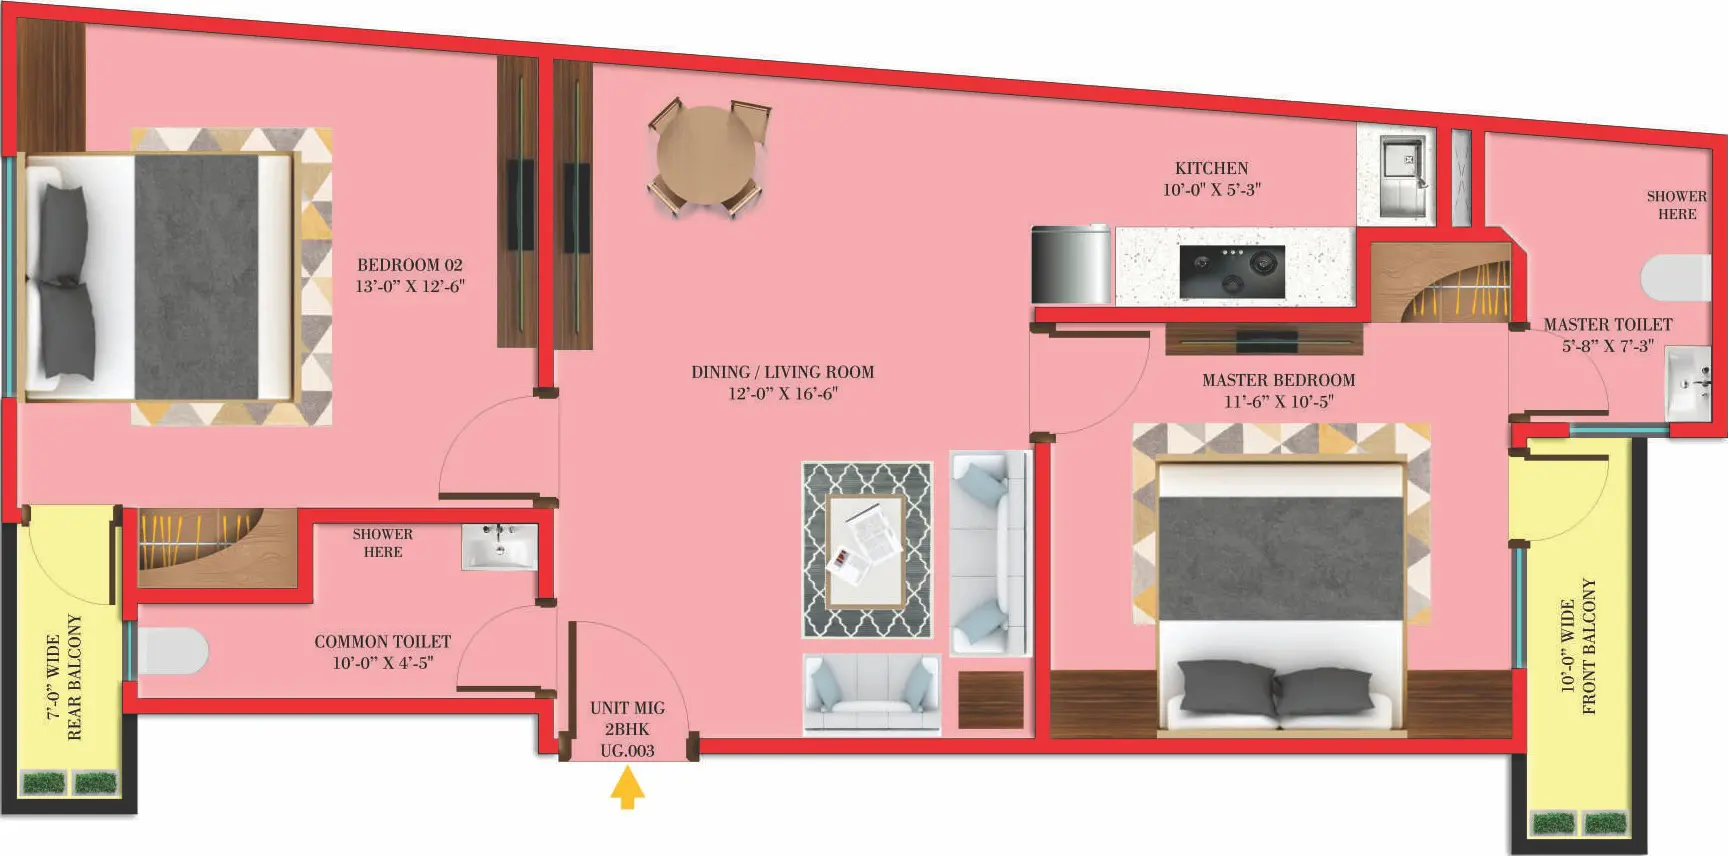 KITCHEN
10'-0" X 5'-3"
SHOWER
HERE
BEDROOM 02
13'-0” X 12'-6"
MASTER TOILET
5'-8” X 7'-3"
DINING / LIVING ROOM
12'-0” X 16'-6"
MASTER BEDROOM
11'-6” X 10'-5"
SHOWER
HERE
COMMON TOILET
10'-0” X 4'-5"
7'-0” WIDE
REAR BALCONY
10'-0” WIDE
FRONT BALCONY
UNIT MIG
2BHK
UG.003